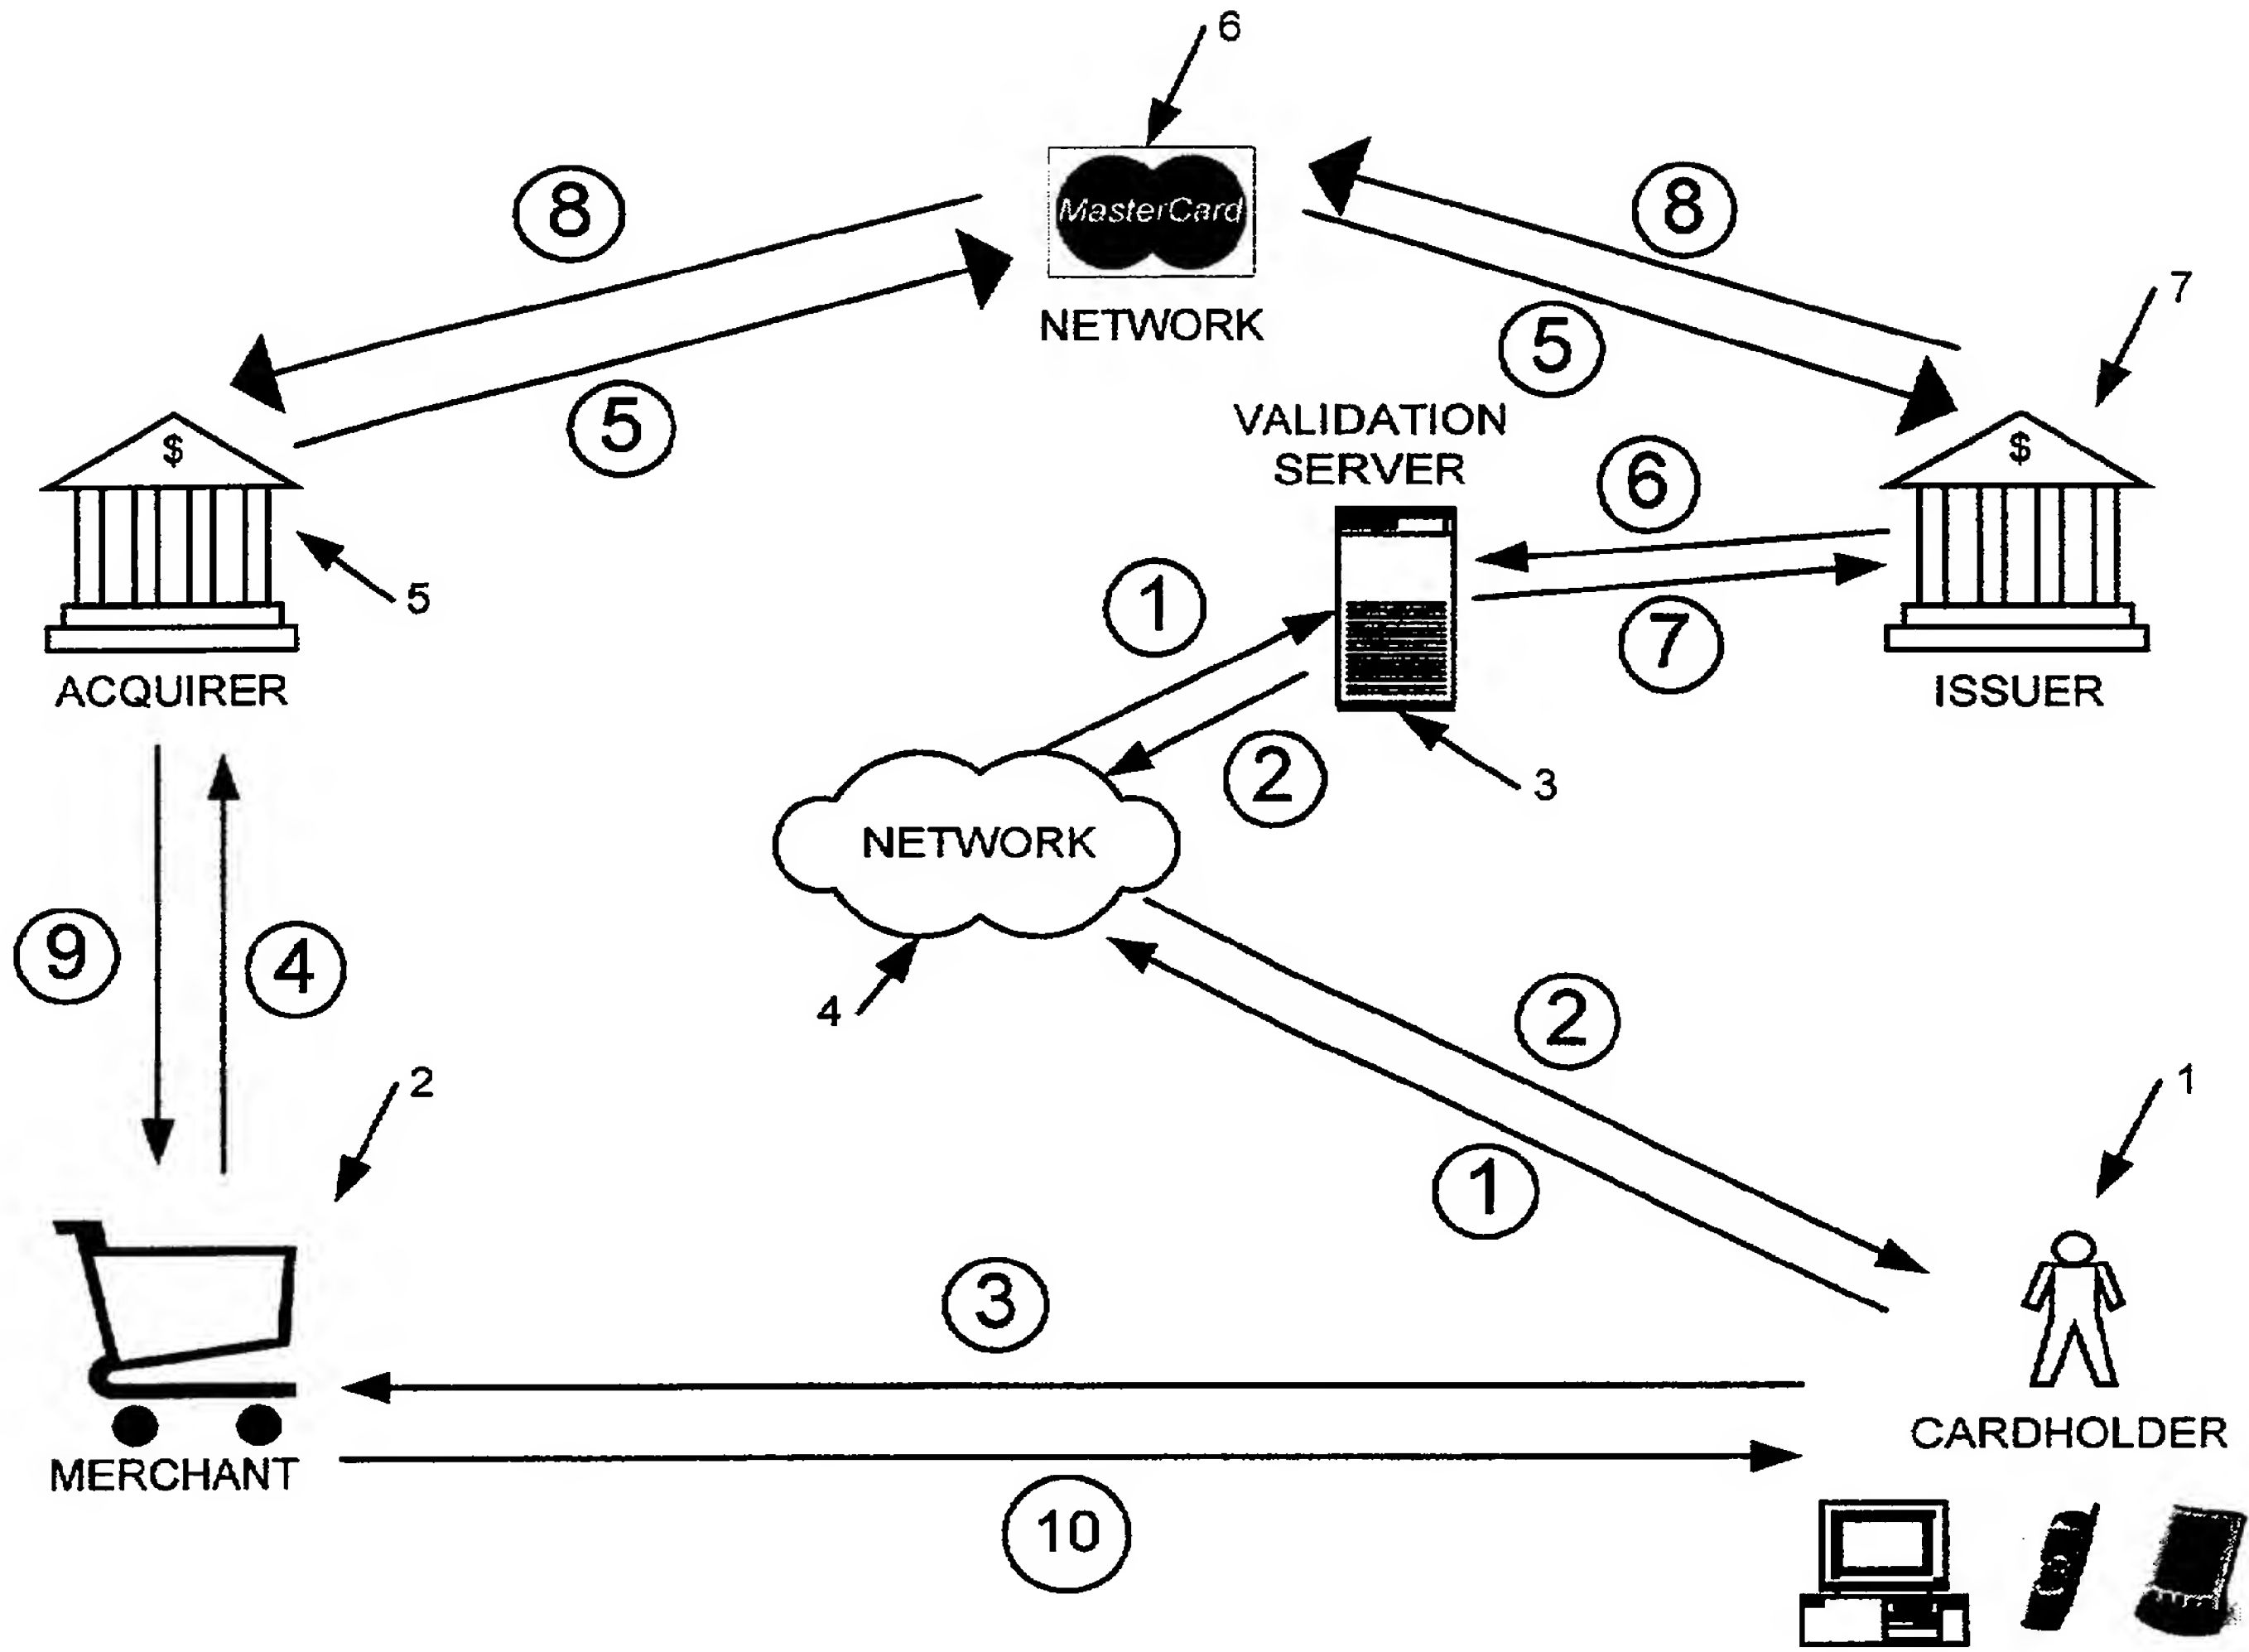 6
MasterCard
NETWORK
8
8
5
5
7
$
ACQUIRER
5
VALIDATION
SERVER
3
6
7
$
ISSUER
1
2
NETWORK
4
9
4
2
2
1
1
3
MERCHANT
10
CARDHOLDER